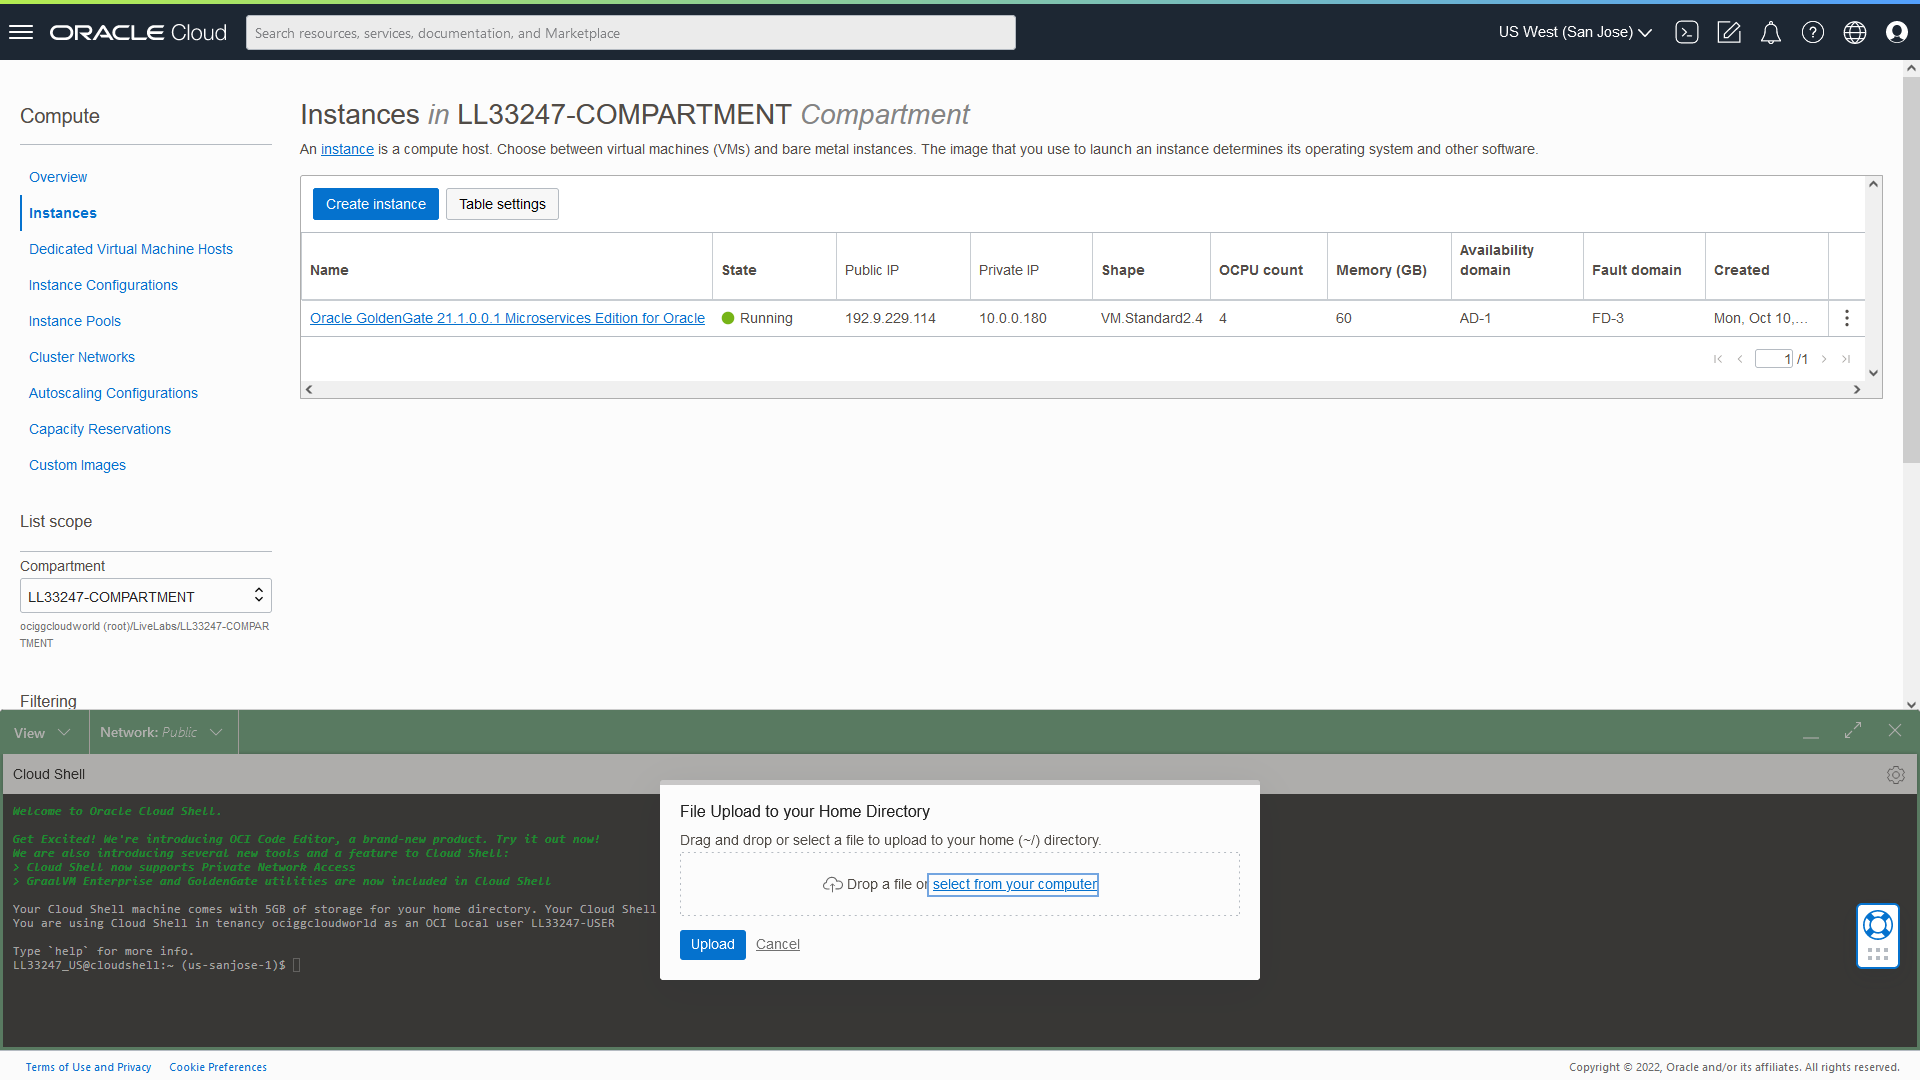 ORACLE Cloud
Search resources, services, documentation, and Marketplace
US West (San Jose)
Compute
Overview
Instances
Dedicated Virtual Machine Hosts
Instance Configurations
Instance Pools
Cluster Networks
Autoscaling Configurations
Capacity Reservations
Custom Images
List scope
Compartment
LL33247-COMPARTMENT
ociggcloudworld (root)/LiveLabs/LL33247-COMPAR
TMENT
Filtering
Instances in LL33247-COMPARTMENT Compartment
An instance is a compute host. Choose between virtual machines (VMs) and bare metal instances. The image that you use to launch an instance determines its operating system and other software.
Create instance
Table settings
Name State Public IP Private IP Shape OCPU count Memory (GB) Availability domain Fault domain Created
Oracle GoldenGate 21.1.0.0.1 Microservices Edition for Oracle Running 192.9.229.114 10.0.0.180 VM.Standard2.4 4 60 AD-1 FD-3 Mon, Oct 10,...
1 /1
View
Network: Public
Cloud Shell
Welcome to Oracle Cloud Shell.
Get Excited! We're introducing OCI Code Editor, a brand-new product. Try it out now!
We are also introducing several new tools and a feature to Cloud Shell:
> Cloud Shell now supports Private Network Access
> GraalVM Enterprise and GoldenGate utilities are now included in Cloud Shell
Your Cloud Shell machine comes with 5GB of storage for your home directory. Your Cloud Shell
You are using Cloud Shell in tenancy ociggcloudworld as an OCI Local user LL33247-USER
Type `help` for more info.
LL33247_US@cloudshell:~ (us-sanjose-1)$
File Upload to your Home Directory
Drag and drop or select a file to upload to your home (~/) directory.
Drop a file or select from your computer
Upload
Cancel
Terms of Use and Privacy
Cookie Preferences
Copyright © 2022, Oracle and/or its affiliates. All rights reserved.